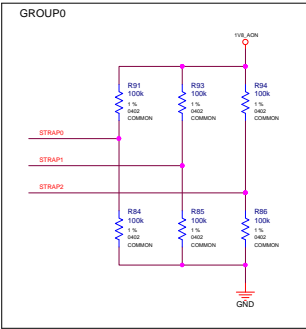 GROUP0
1V8_AON
R91
100k
1 %
0402
COMMON
R93
100k
1 %
0402
COMMON
R94
100k
1 %
0402
COMMON
STRAP0
STRAP1
STRAP2
R84
100k
1 %
0402
COMMON
R85
100k
1 %
0402
COMMON
R86
100k
1 %
0402
COMMON
GND